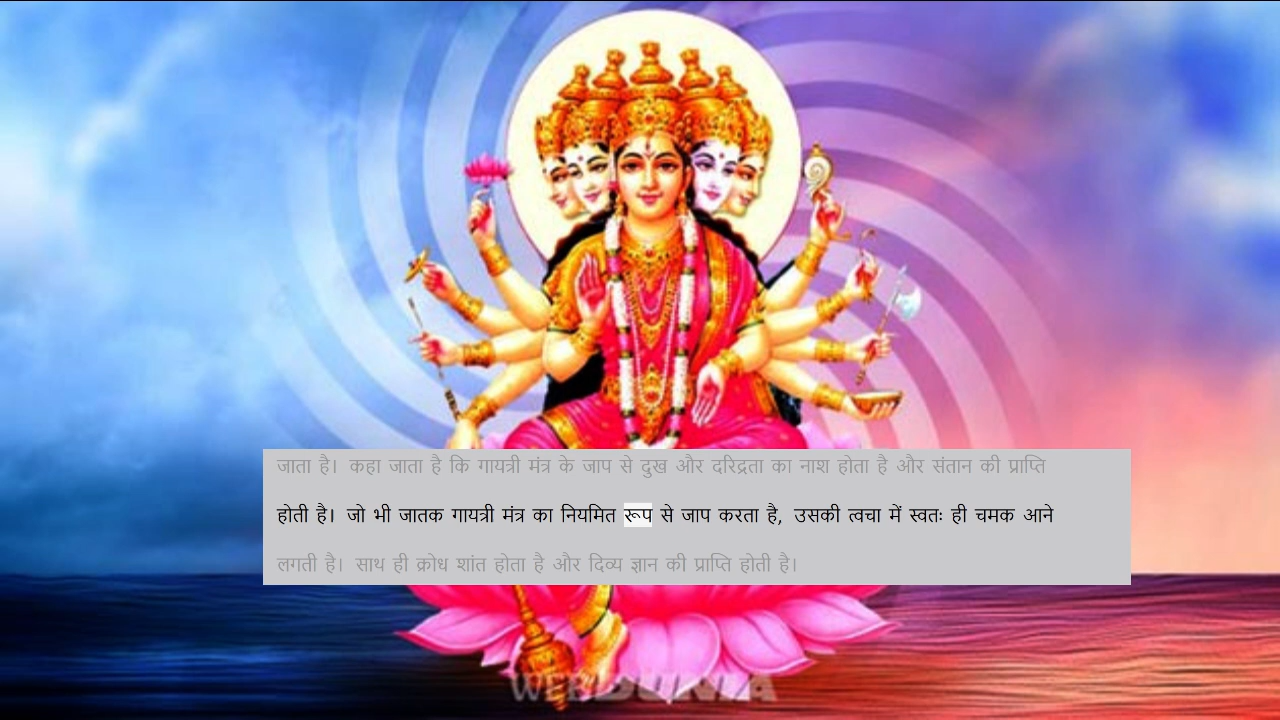 जाता है। कहा जाता है कि गायत्री मंत्र के जाप से दुख और दरिद्रता का नाश होता है और संतान की प्राप्ति
होती है। जो भी जातक गायत्री मंत्र का नियमित रूप से जाप करता है, उसकी त्वचा में स्वतः ही चमक आने
लगती है। साथ ही क्रोध शांत होता है और दिव्य ज्ञान की प्राप्ति होती है।
WEBDUNIA